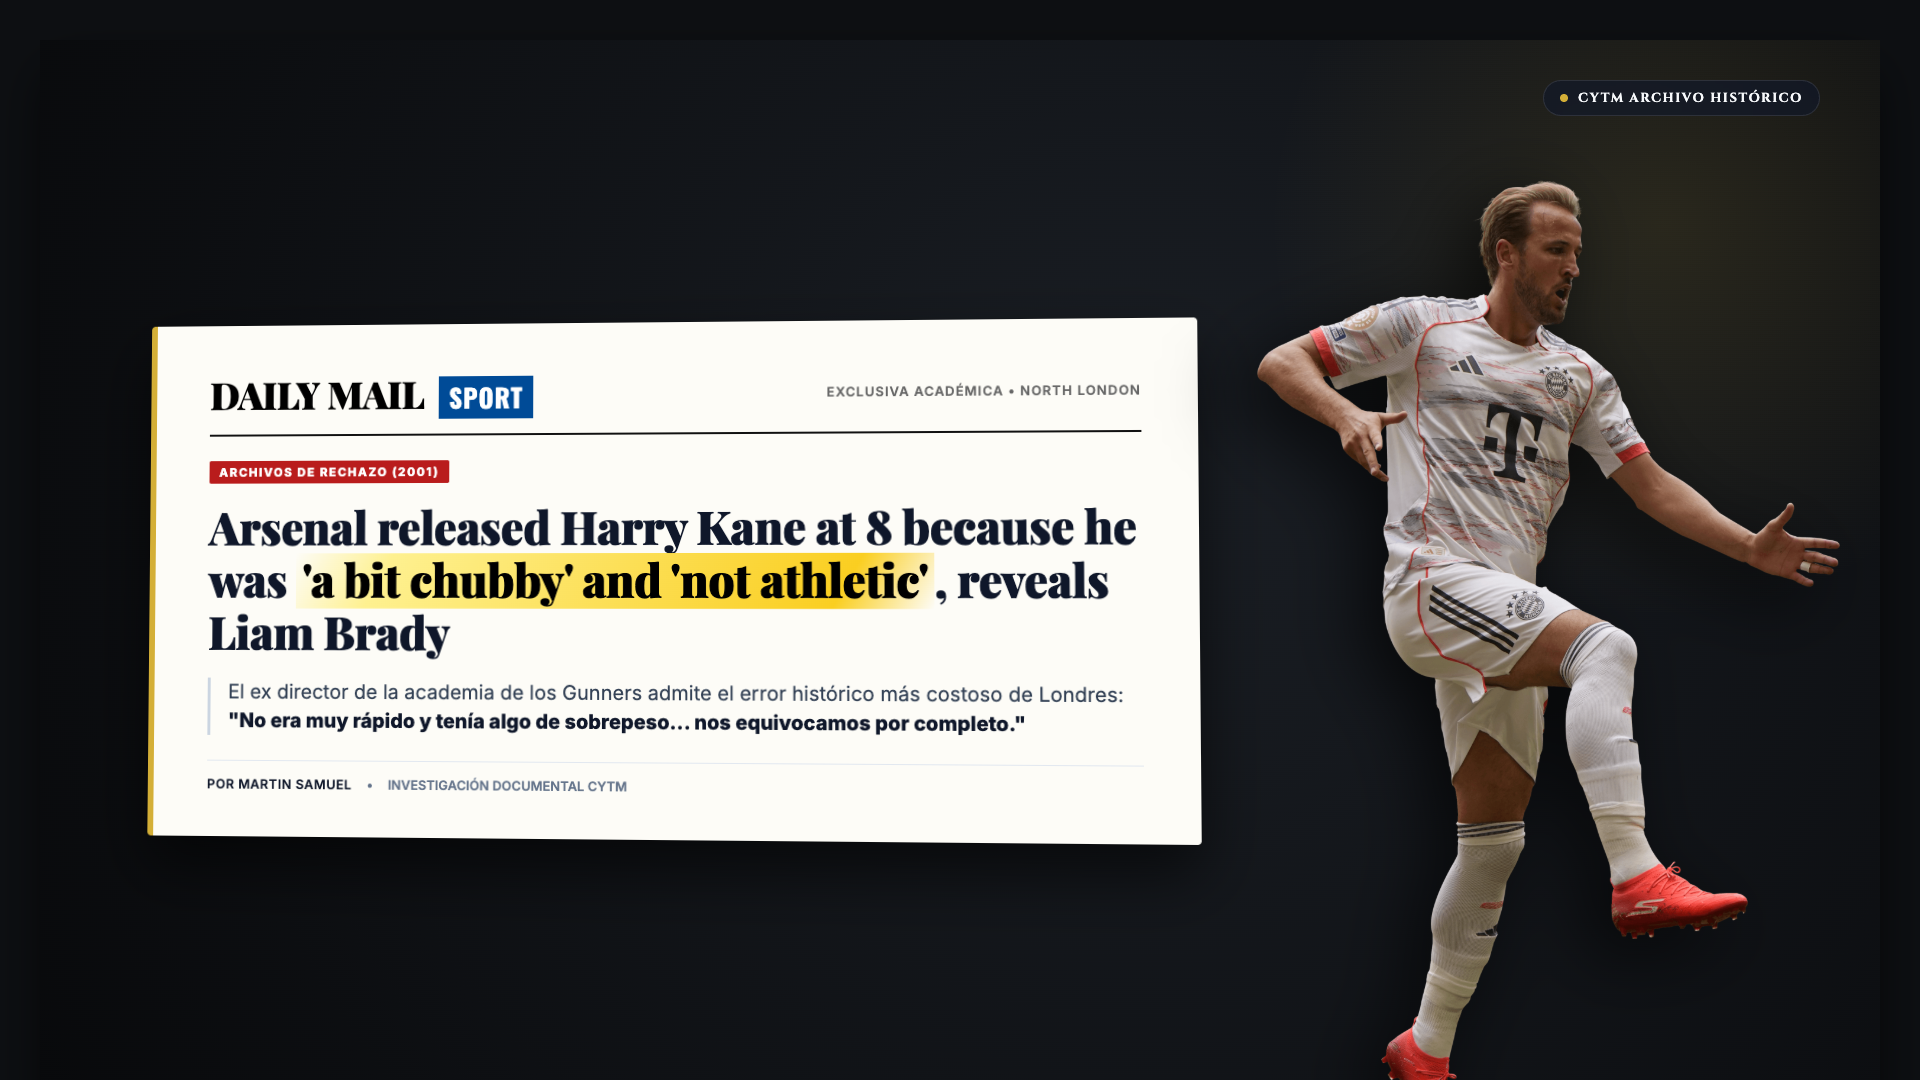 CYTM ARCHIVO HISTÓRICO
DAILY MAIL SPORT
EXCLUSIVA ACADÉMICA • NORTH LONDON
ARCHIVOS DE RECHAZO (2001)
Arsenal released Harry Kane at 8 because he
was 'a bit chubby' and 'not athletic', reveals
Liam Brady
El ex director de la academia de los Gunners admite el error histórico más costoso de Londres:
"No era muy rápido y tenía algo de sobrepeso... nos equivocamos por completo."
POR MARTIN SAMUEL • INVESTIGACIÓN DOCUMENTAL CYTM
T